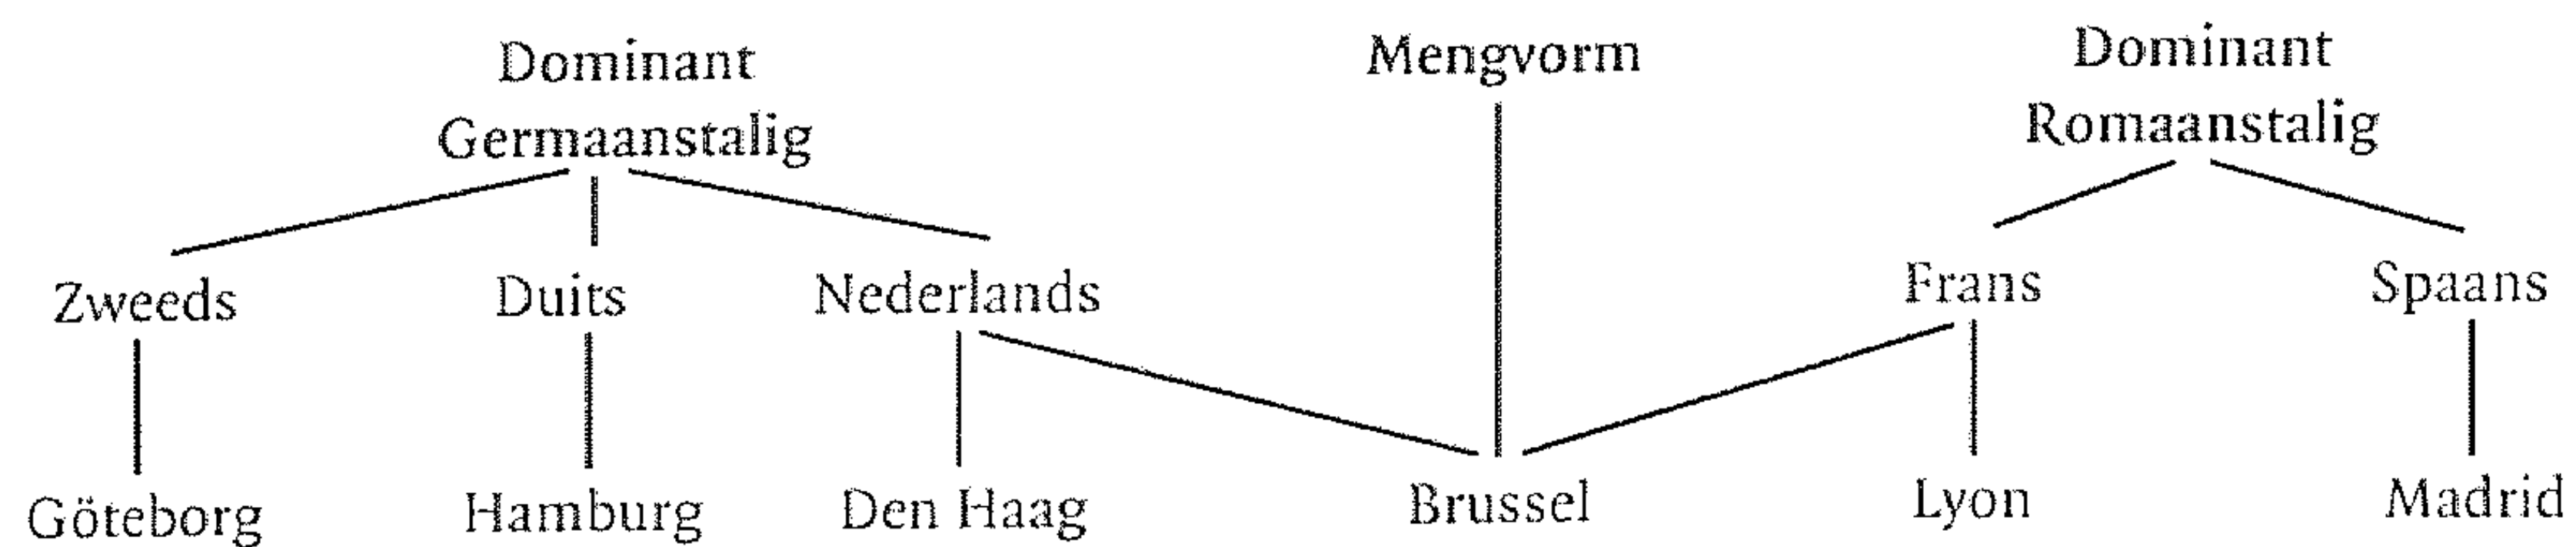 Dominant
Germaanstalig
Mengvorm
Dominant
Romaanstalig
Zweeds
Duits
Nederlands
Frans
Spaans
Göteborg
Hamburg
Den Haag
Brussel
Lyon
Madrid